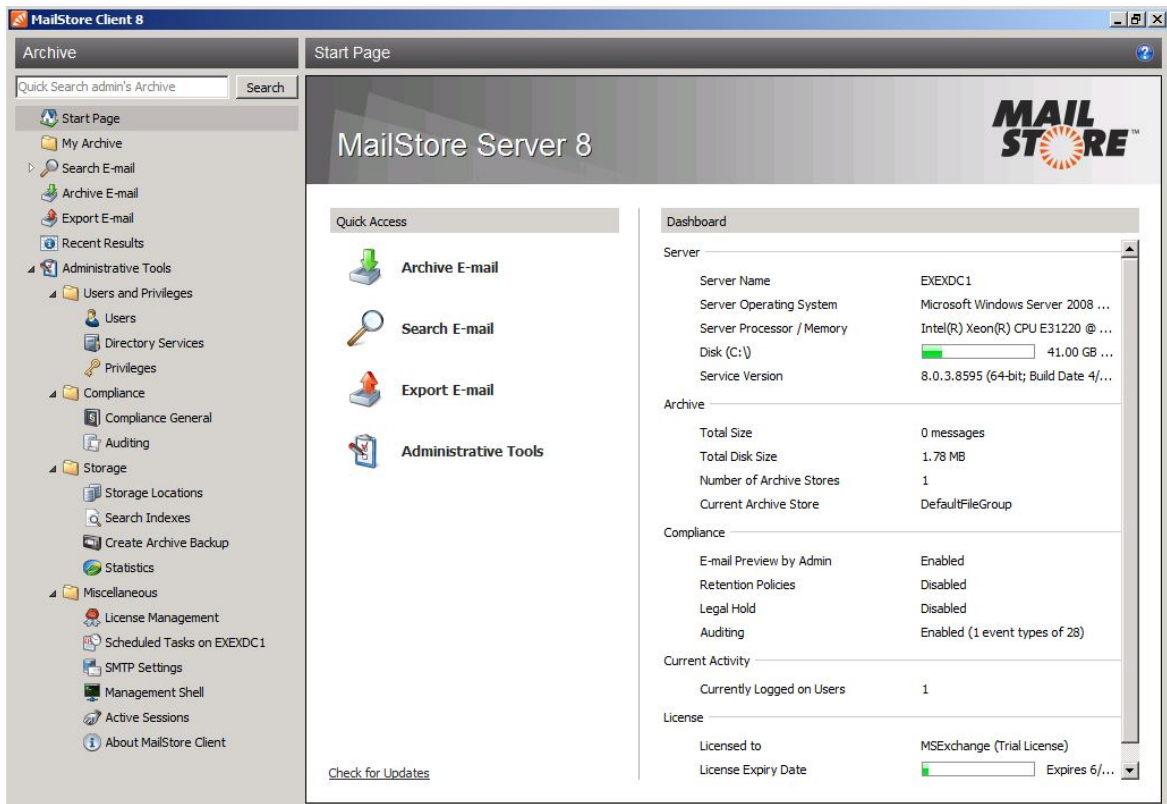 MailStore Client 8
Archive
Quick Search admin's Archive
Search
Start Page
My Archive
Search E-mail
Archive E-mail
Export E-mail
Recent Results
Administrative Tools
Users and Privileges
Users
Directory Services
Privileges
Compliance
Compliance General
Auditing
Storage
Storage Locations
Search Indexes
Create Archive Backup
Statistics
Miscellaneous
License Management
Scheduled Tasks on EXEXDC1
SMTP Settings
Management Shell
Active Sessions
About MailStore Client
Start Page
MailStore Server 8
MAIL
STORE™
Quick Access
Archive E-mail
Search E-mail
Export E-mail
Administrative Tools
Check for Updates
Dashboard
Server
Server Name EXEXDC1
Server Operating System Microsoft Windows Server 2008 ...
Server Processor / Memory Intel(R) Xeon(R) CPU E31220 @ ...
Disk (C:\) 41.00 GB ...
Service Version 8.0.3.8595 (64-bit; Build Date 4/...
Archive
Total Size 0 messages
Total Disk Size 1.78 MB
Number of Archive Stores 1
Current Archive Store DefaultFileGroup
Compliance
E-mail Preview by Admin Enabled
Retention Policies Disabled
Legal Hold Disabled
Auditing Enabled (1 event types of 28)
Current Activity
Currently Logged on Users 1
License
Licensed to MSExchange (Trial License)
License Expiry Date Expires 6/...